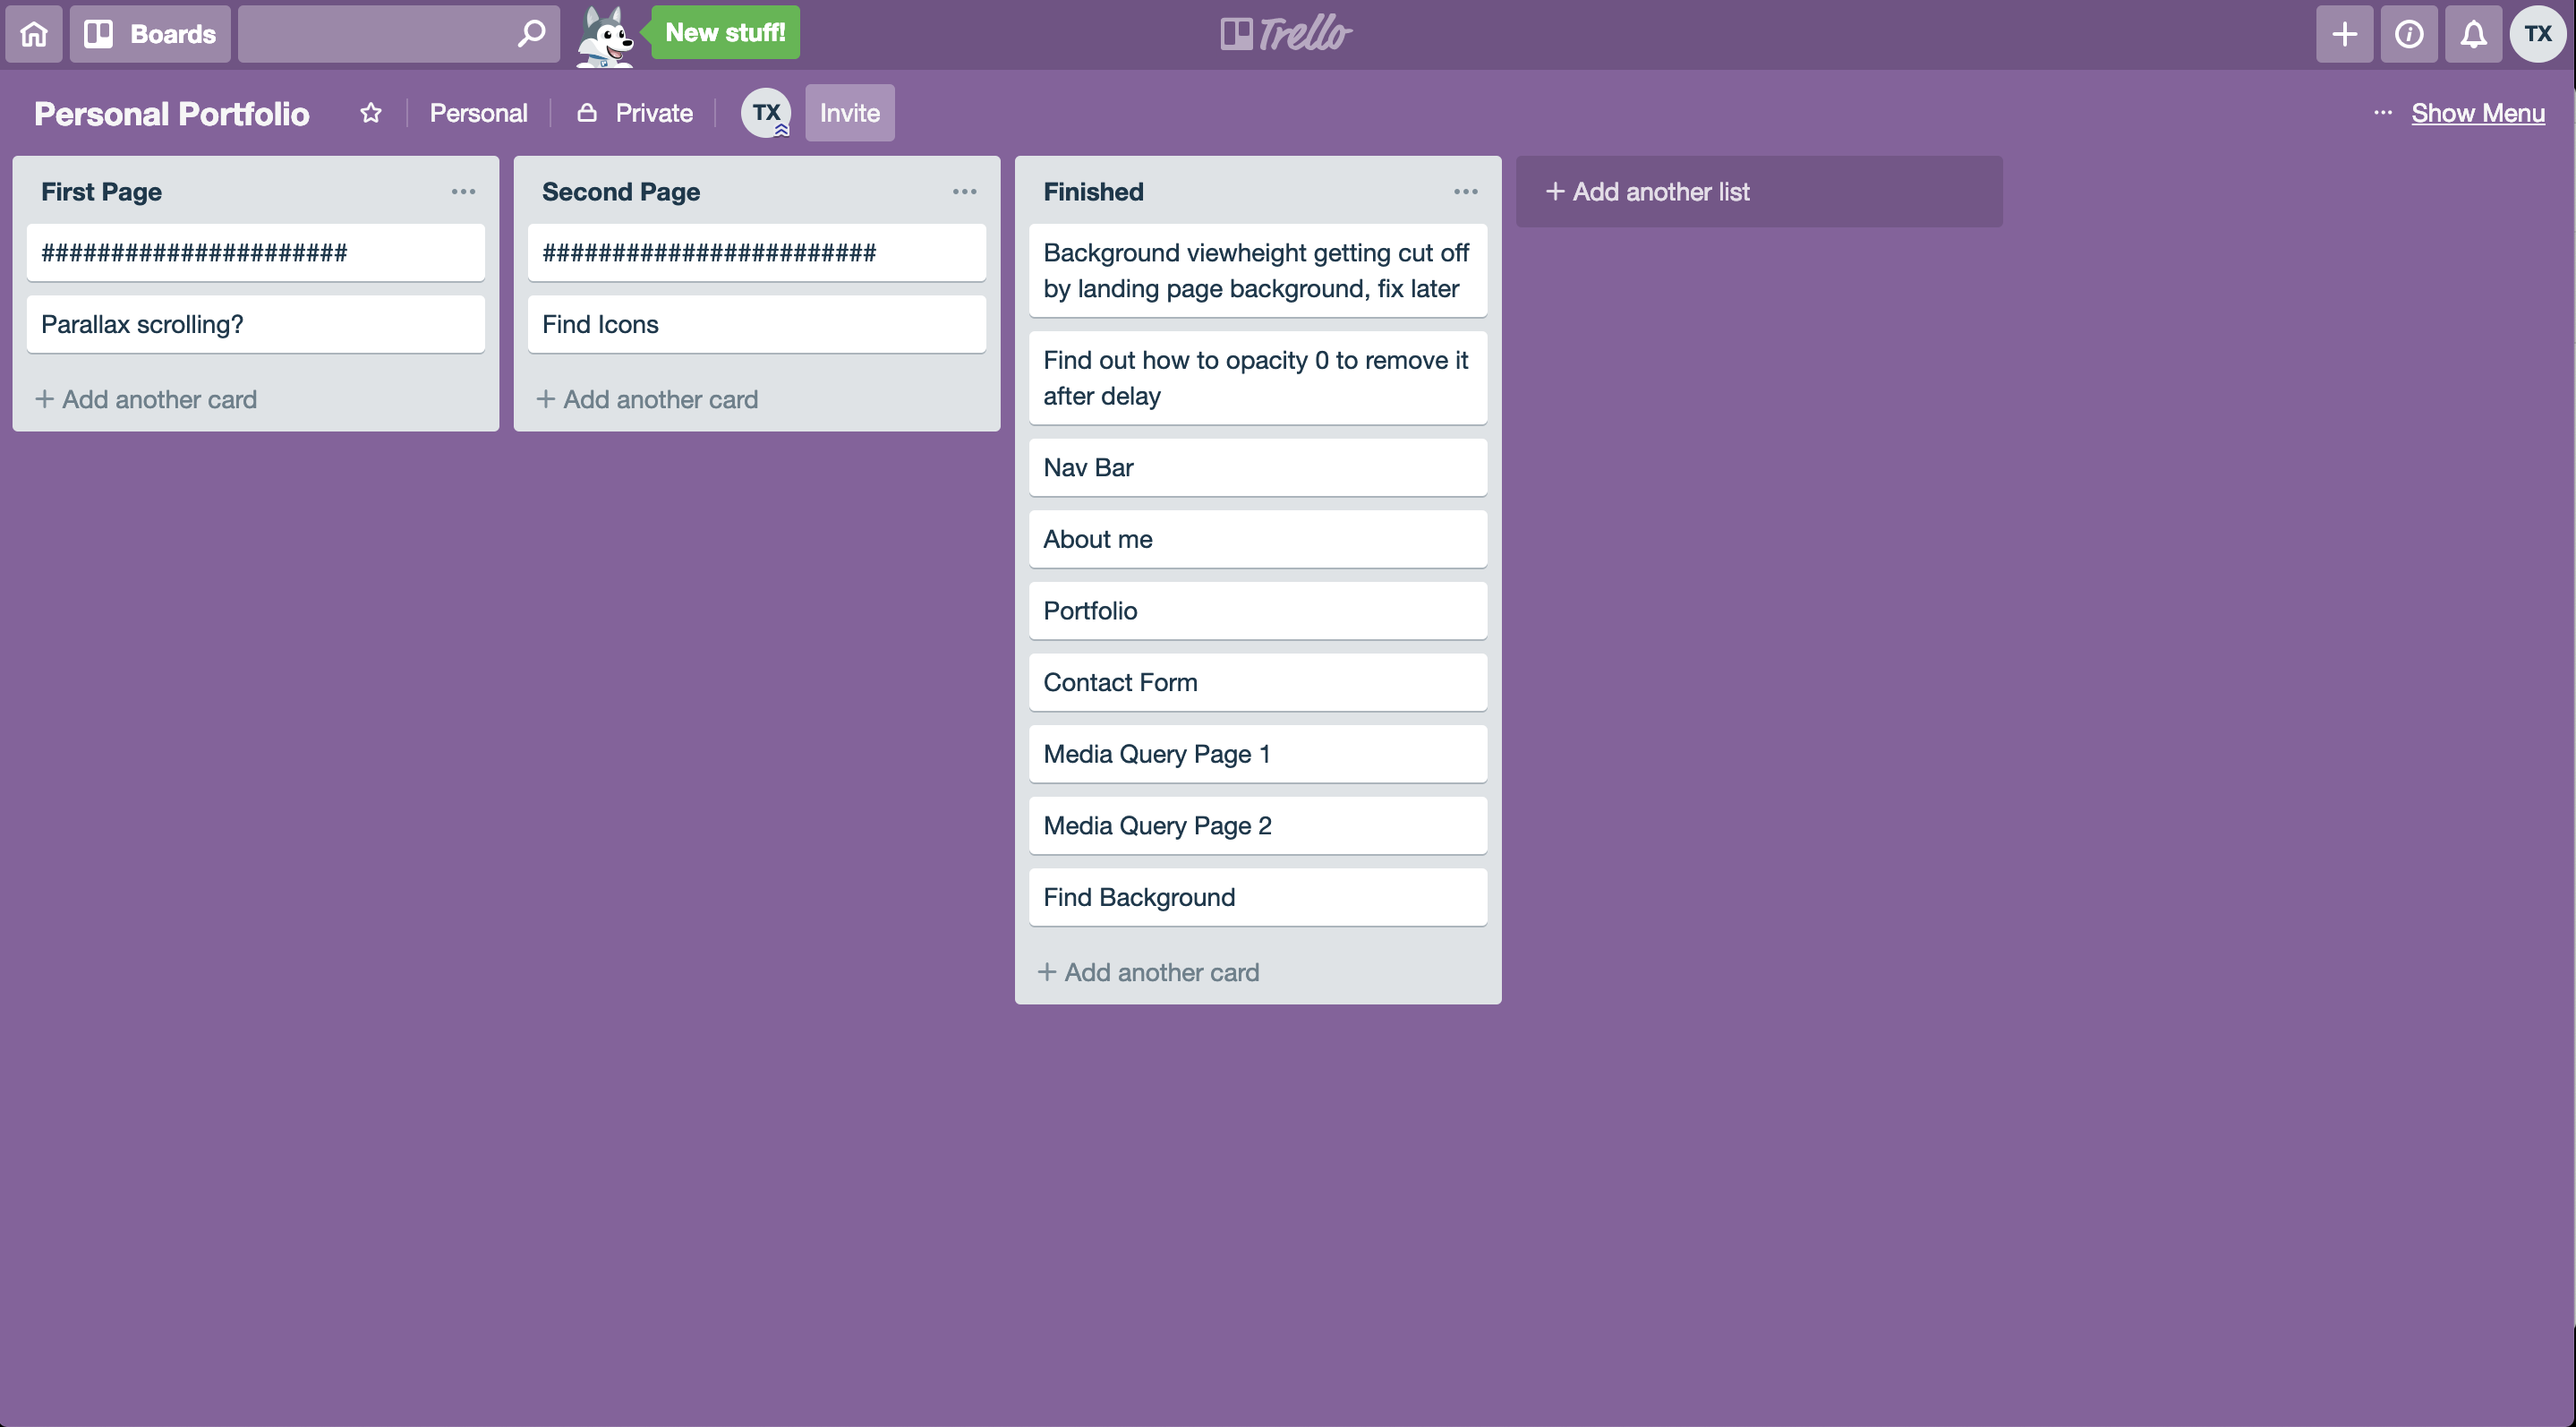 Boards
New stuff!
Trello
TX
Personal Portfolio
Personal
Private
TX
Invite
... Show Menu
First Page
######################
Parallax scrolling?
+ Add another card
Second Page
########################
Find Icons
+ Add another card
Finished
Background viewheight getting cut off
by landing page background, fix later
Find out how to opacity 0 to remove it
after delay
Nav Bar
About me
Portfolio
Contact Form
Media Query Page 1
Media Query Page 2
Find Background
+ Add another card
+ Add another list